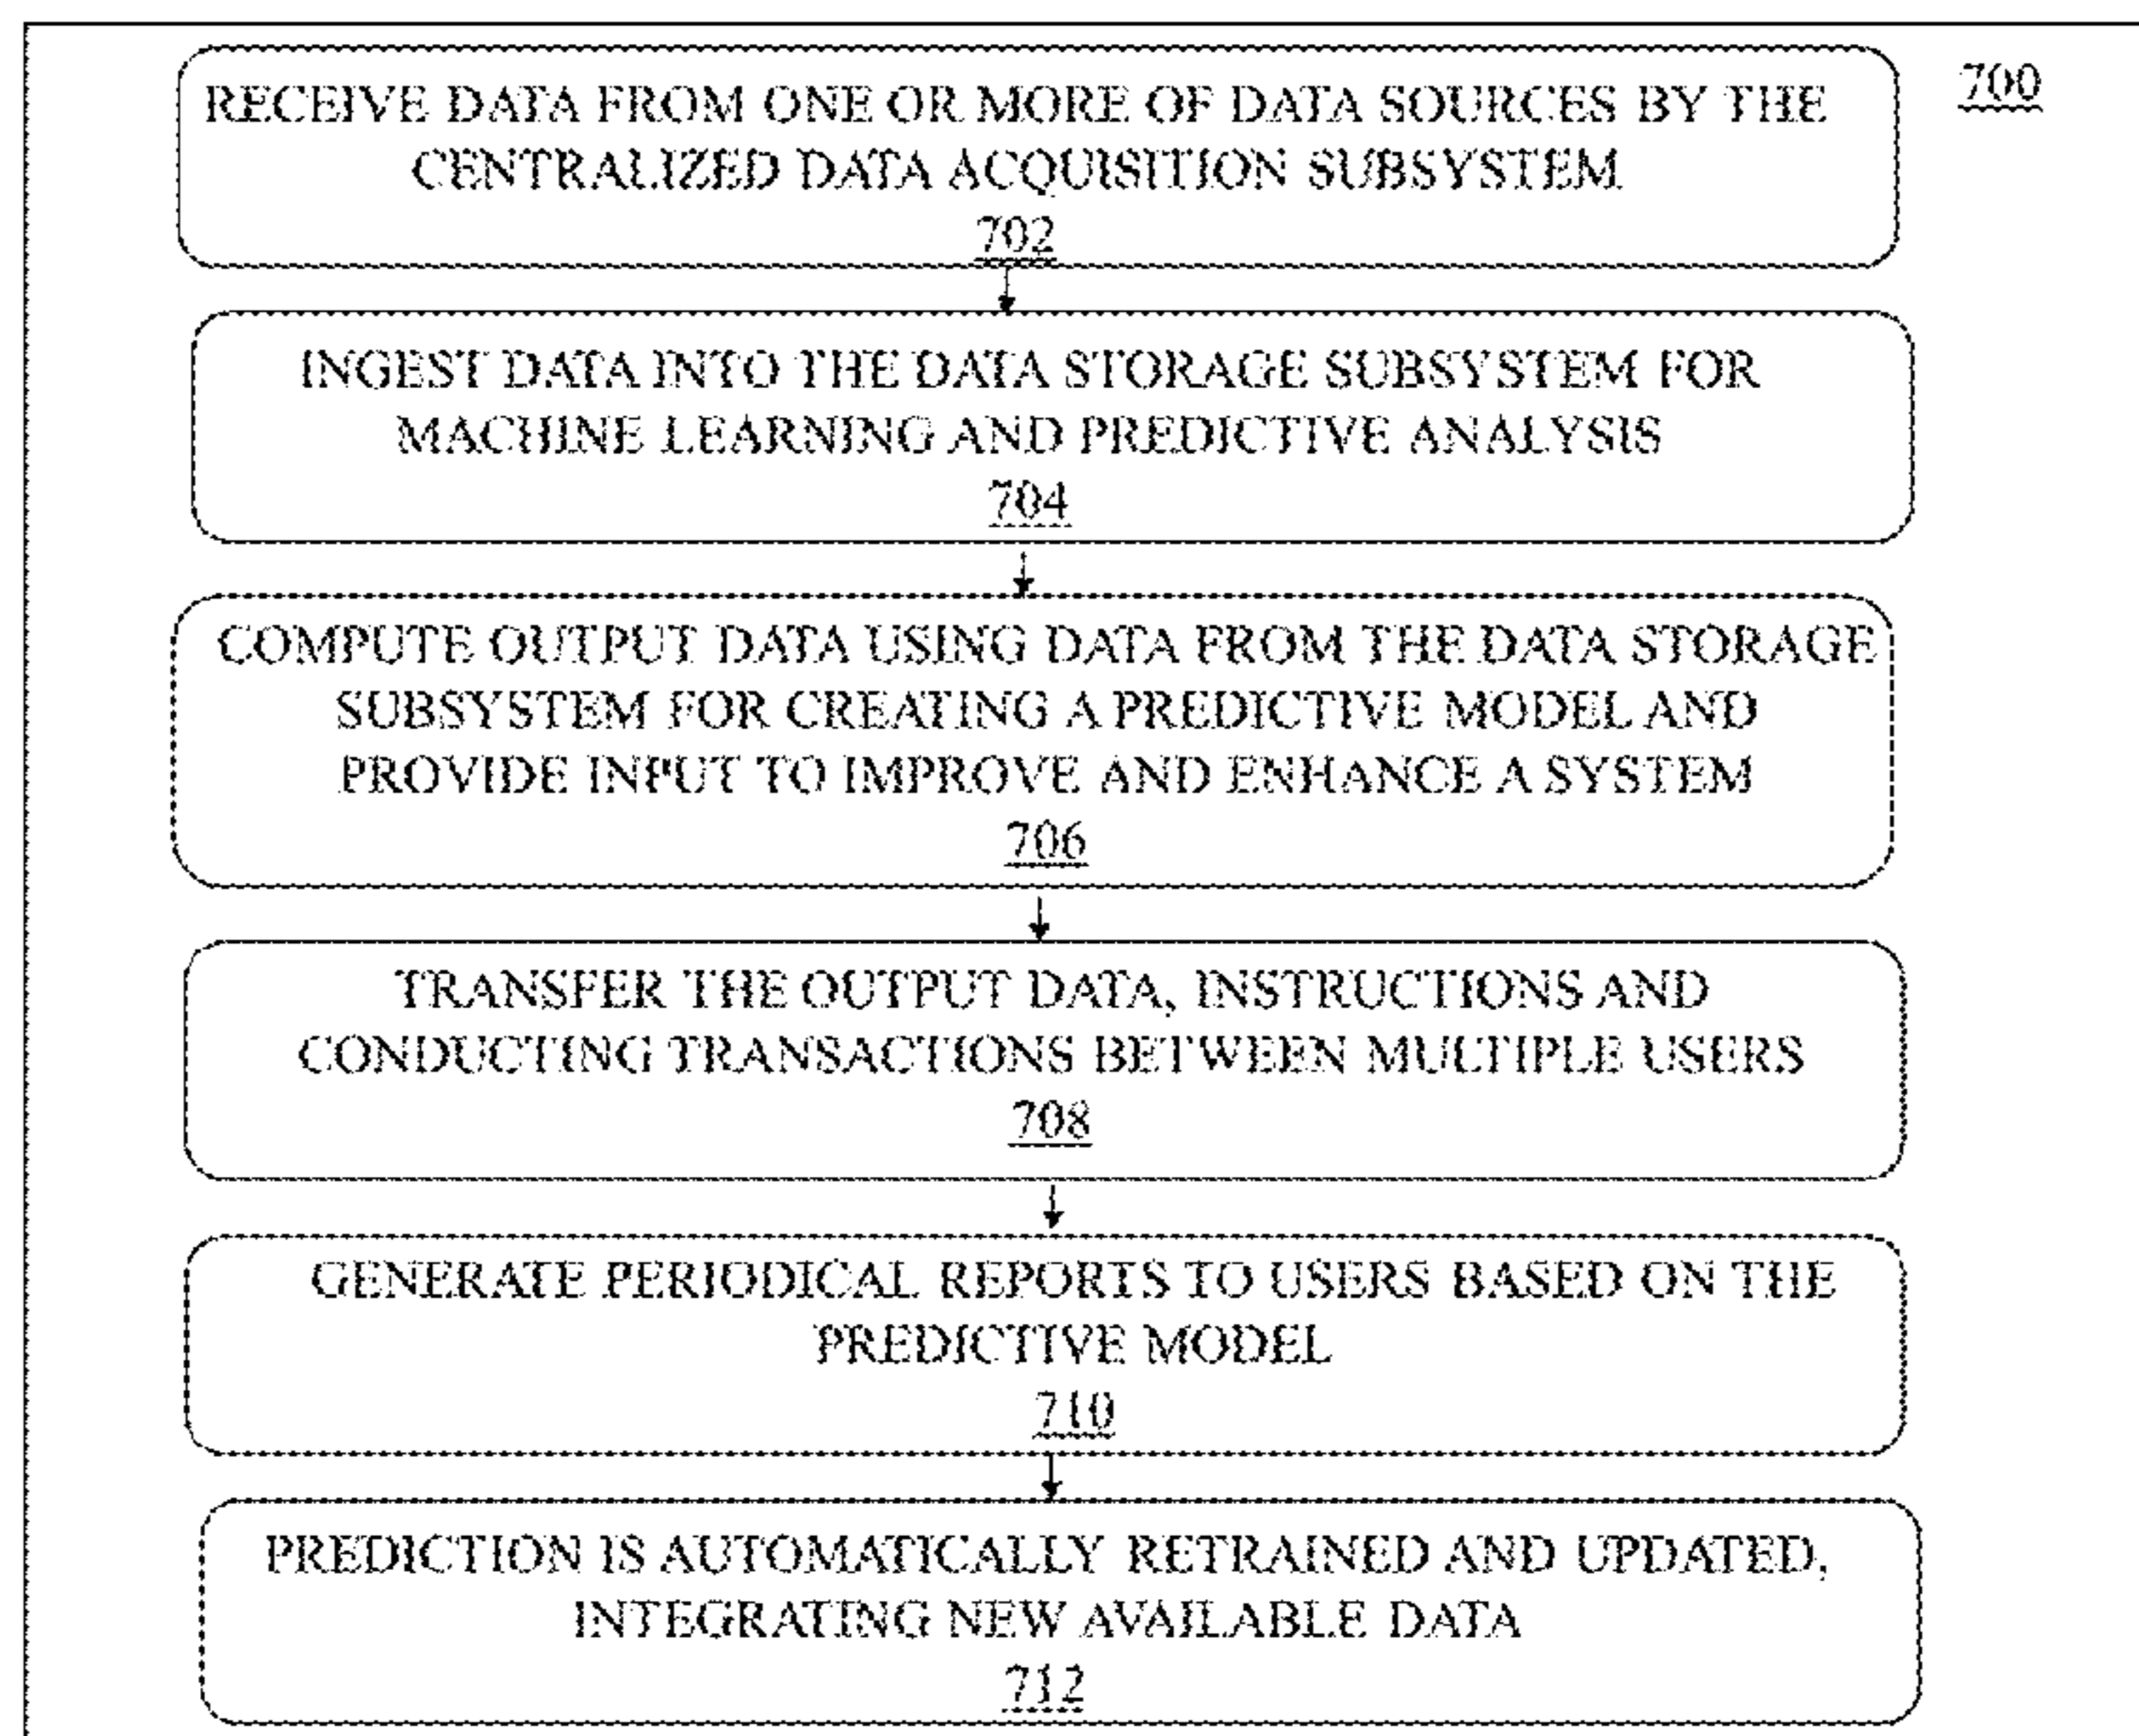 700
RECEIVE DATA FROM ONE OR MORE OF DATA SOURCES BY THE
CENTRALIZED DATA ACQUISITION SUBSYSTEM
702
INGEST DATA INTO THE DATA STORAGE SUBSYSTEM FOR
MACHINE LEARNING AND PREDICTIVE ANALYSIS
704
COMPUTE OUTPUT DATA USING DATA FROM THE DATA STORAGE
SUBSYSTEM FOR CREATING A PREDICTIVE MODEL AND
PROVIDE INPUT TO IMPROVE AND ENHANCE A SYSTEM
706
TRANSFER THE OUTPUT DATA, INSTRUCTIONS AND
CONDUCTING TRANSACTIONS BETWEEN MULTIPLE USERS
708
GENERATE PERIODICAL REPORTS TO USERS BASED ON THE
PREDICTIVE MODEL
710
PREDICTION IS AUTOMATICALLY RETRAINED AND UPDATED,
INTEGRATING NEW AVAILABLE DATA
712